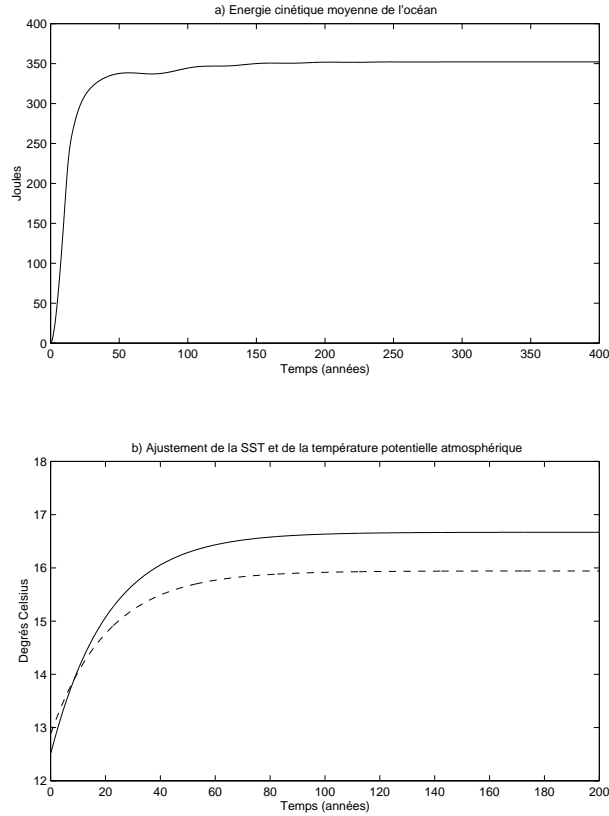 a) Energie cinétique moyenne de l'océan
400
350
300
250
200
150
100
50
0
Joules
0 50 100 150 200 250 300 350 400
Temps (années)
b) Ajustement de la SST et de la température potentielle atmosphérique
18
17
16
15
14
13
12
Degrés Celsius
0 20 40 60 80 100 120 140 160 180 200
Temps (années)